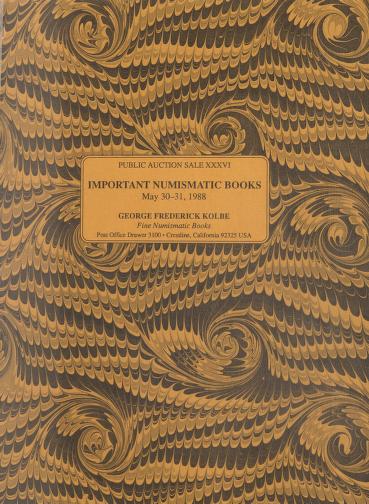 PUBLIC AUCTION SALE XXXVI
IMPORTANT NUMISMATIC BOOKS
May 30–31, 1988
GEORGE FREDERICK KOLBE
Fine Numismatic Books
Post Office Drawer 3100 • Crestline, California 92325 USA